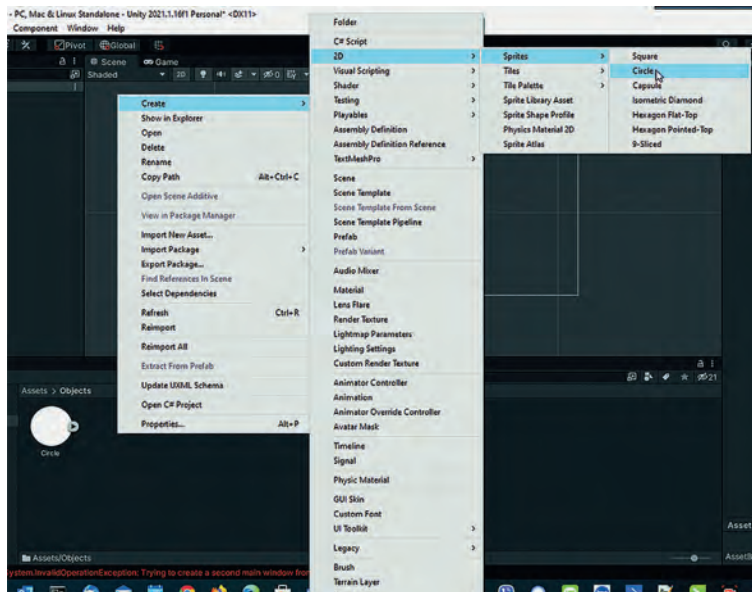 - PC, Mac & Linux Standalone - Unity 2021.1.16f1 Personal* <DX11>
Component Window Help
Pivot Global
Scene Game
Shaded 2D 0
Create
Show in Explorer
Open
Delete
Rename
Copy Path Alt+Ctrl+C
Open Scene Additive
View in Package Manager
Import New Asset...
Import Package
Export Package...
Find References In Scene
Select Dependencies
Refresh Ctrl+R
Reimport
Reimport All
Extract From Prefab
Update UXML Schema
Open C# Project
Properties... Alt+P
Folder
C# Script
2D
Visual Scripting
Shader
Testing
Playables
Assembly Definition
Assembly Definition Reference
TextMeshPro
Scene
Scene Template
Scene Template From Scene
Scene Template Pipeline
Prefab
Prefab Variant
Audio Mixer
Material
Lens Flare
Render Texture
Lightmap Parameters
Lighting Settings
Custom Render Texture
Animator Controller
Animation
Animator Override Controller
Avatar Mask
Timeline
Signal
Physic Material
GUI Skin
Custom Font
UI Toolkit
Legacy
Brush
Terrain Layer
Sprites
Tiles
Tile Palette
Sprite Library Asset
Sprite Shape Profile
Physics Material 2D
Sprite Atlas
Square
Circle
Capsule
Isometric Diamond
Hexagon Flat-Top
Hexagon Pointed-Top
9-Sliced
21
Assets > Objects
Circle
Asset
Assets/Objects
AssetB
ystem.InvalidOperationException: Trying to create a second main window from